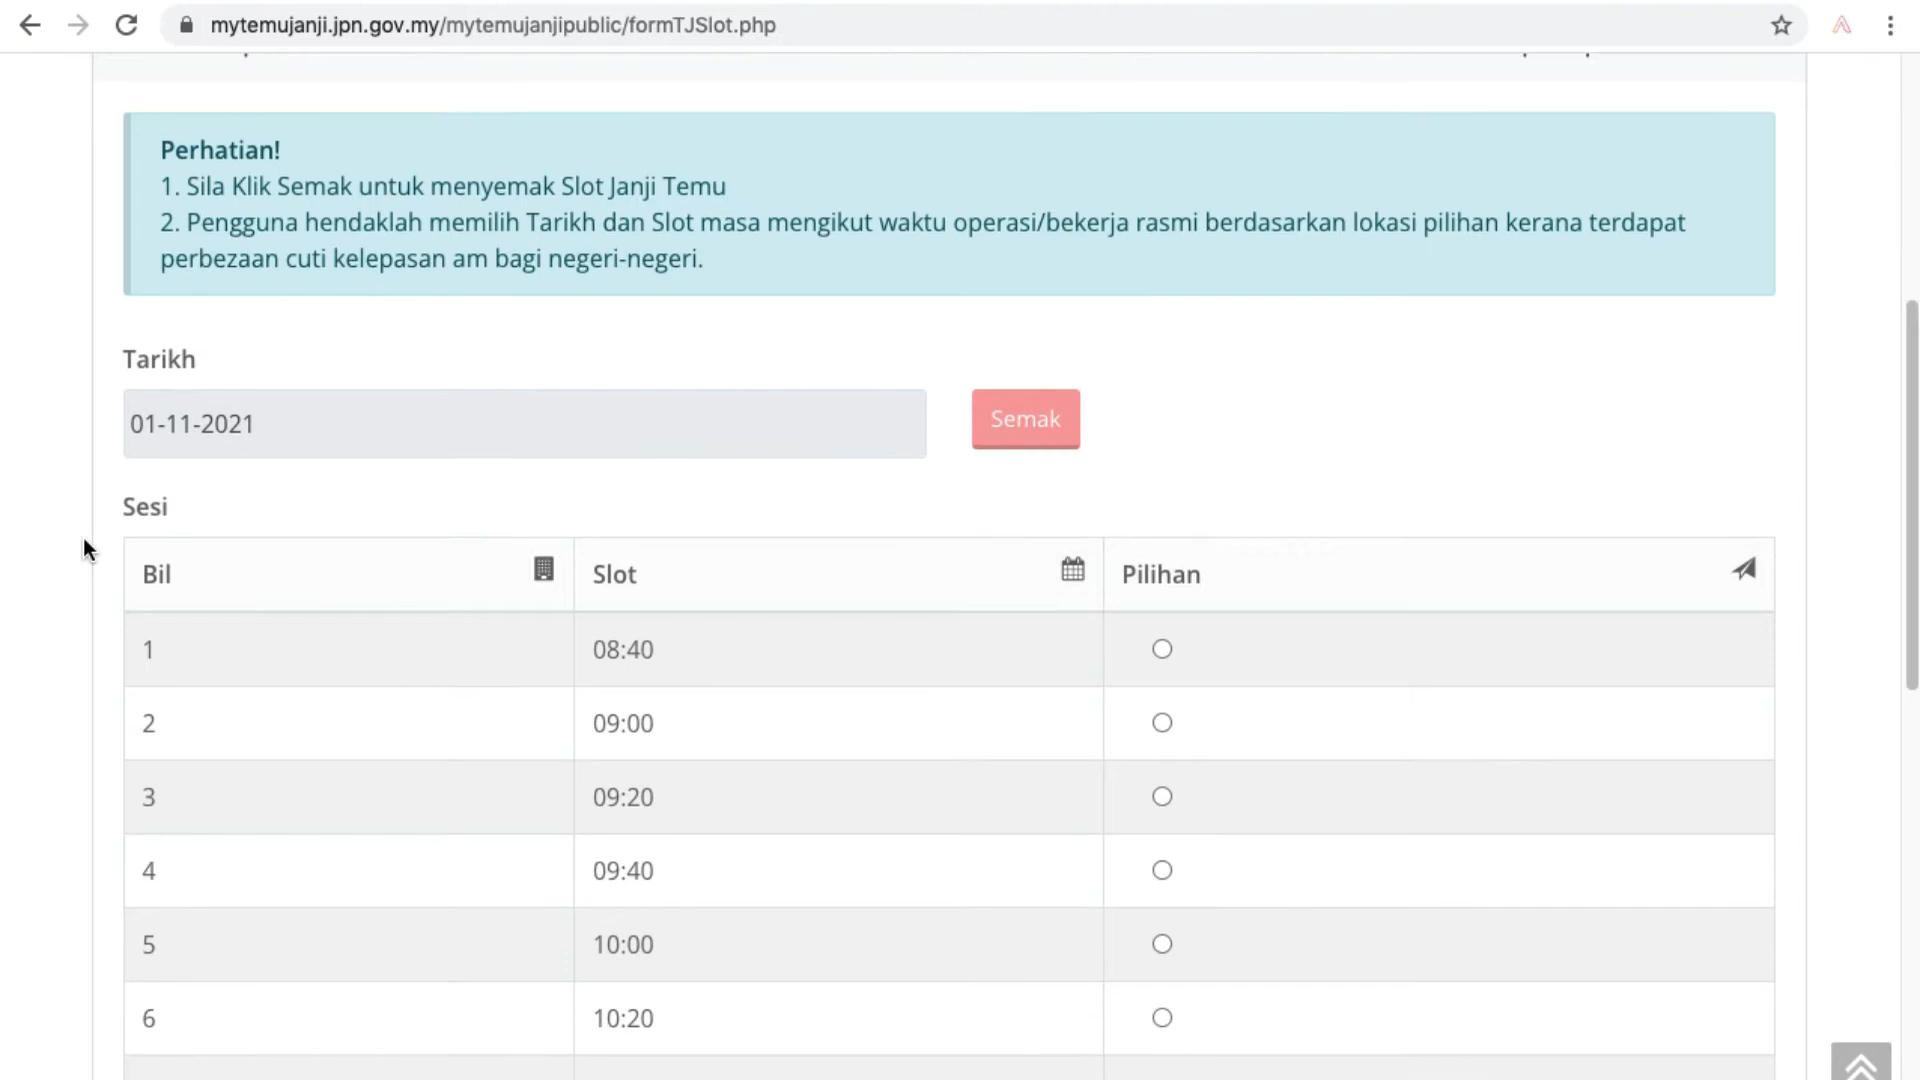 mytemujanji.jpn.gov.my/mytemujanjipublic/formTJSlot.php
Perhatian!
1. Sila Klik Semak untuk menyemak Slot Janji Temu
2. Pengguna hendaklah memilih Tarikh dan Slot masa mengikut waktu operasi/bekerja rasmi berdasarkan lokasi pilihan kerana terdapat
perbezaan cuti kelepasan am bagi negeri-negeri.
Tarikh
01-11-2021 Semak
Sesi
Bil Slot Pilihan
1 08:40
2 09:00
3 09:20
4 09:40
5 10:00
6 10:20